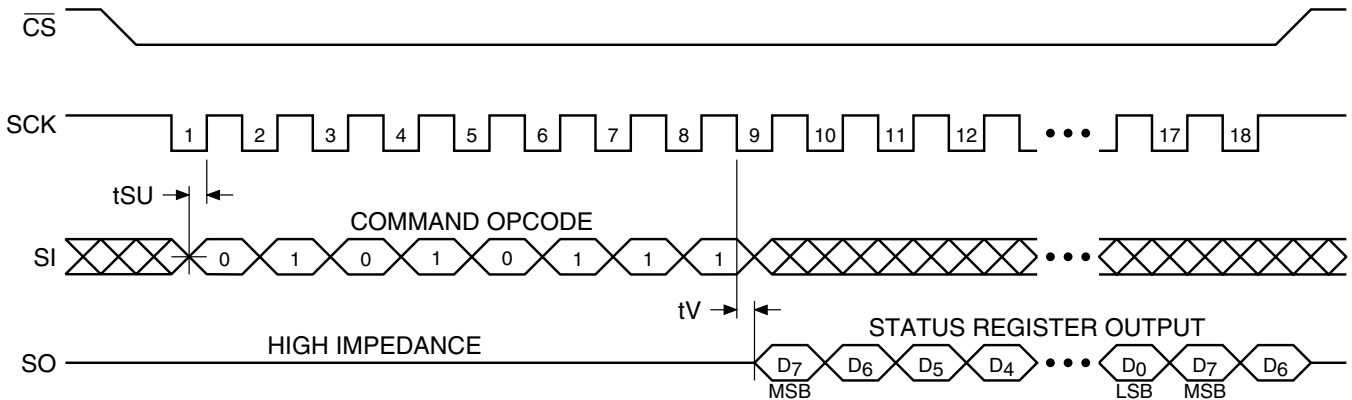 CS
SCK 1 2 3 4 5 6 7 8 9 10 11 12 ••• 17 18
tSU
COMMAND OPCODE
SI 0 1 0 1 0 1 1 1 •••
tV
HIGH IMPEDANCE
STATUS REGISTER OUTPUT
SO D7 D6 D5 D4 ••• D0 D7 D6
MSB LSB MSB